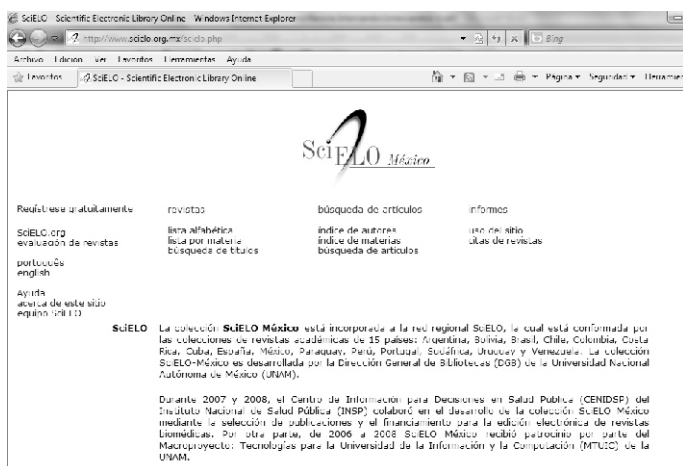 SciELO - Scientific Electronic Library Online - Windows Internet Explorer
http://www.scielo.org.mx/scielo.php
Bing
Archivo Edición Ver Favoritos Herramientas Ayuda
Favoritos SciELO - Scientific Electronic Library Online Página Seguridad
SciELO México
Regístrese gratuitamente revistas búsqueda de artículos informes
SciELO.org lista alfabética índice de autores uso del sitio
evaluación de revistas lista por materia índice de materias citas de revistas
búsqueda de títulos búsqueda de artículos
português
english
Ayuda
acerca de este sitio
equipo SciELO
SciELO La colección SciELO México está incorporada a la red regional SciELO, la cual está conformada por
las colecciones de revistas académicas de 15 países: Argentina, Bolivia, Brasil, Chile, Colombia, Costa
Rica, Cuba, España, México, Paraguay, Perú, Portugal, Sudáfrica, Uruguay y Venezuela. La colección
SciELO-México es desarrollada por la Dirección General de Bibliotecas (DGB) de la Universidad Nacional
Autónoma de México (UNAM).
Durante 2007 y 2008, el Centro de Información para Decisiones en Salud Pública (CENIDSP) del
Instituto Nacional de Salud Pública (INSP) colaboró en el desarrollo de la colección SciELO México
mediante la selección de publicaciones y el financiamiento para la edición electrónica de revistas
biomédicas. Por otra parte, de 2006 a 2008 SciELO México recibió patrocinio por parte del
Macroproyecto: Tecnologías para la Universidad de la Información y la Computación (MTUIC) de la
UNAM.